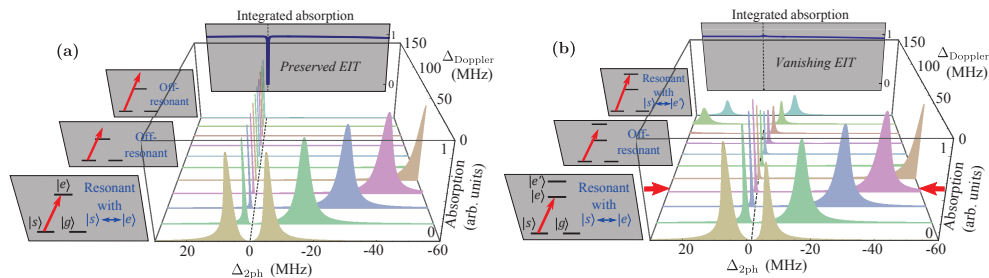 (a)
Integrated absorption
1
0
Preserved EIT
150
100
50
0
Δ_Doppler
(MHz)
Off-
resonant
Off-
resonant
|e⟩
|s⟩
|g⟩
Resonant
with
|s⟩↔|e⟩
1
Absorption
(arb. units)
20
0
-20
-40
-60
Δ_2ph (MHz)
(b)
Integrated absorption
1
0
Vanishing EIT
150
100
50
0
Δ_Doppler
(MHz)
Resonant
with
|s⟩↔|e'⟩
Off-
resonant
|e'⟩
|e⟩
|s⟩
|g⟩
Resonant
with
|s⟩↔|e⟩
1
Absorption
(arb. units)
20
0
-20
-40
-60
Δ_2ph (MHz)